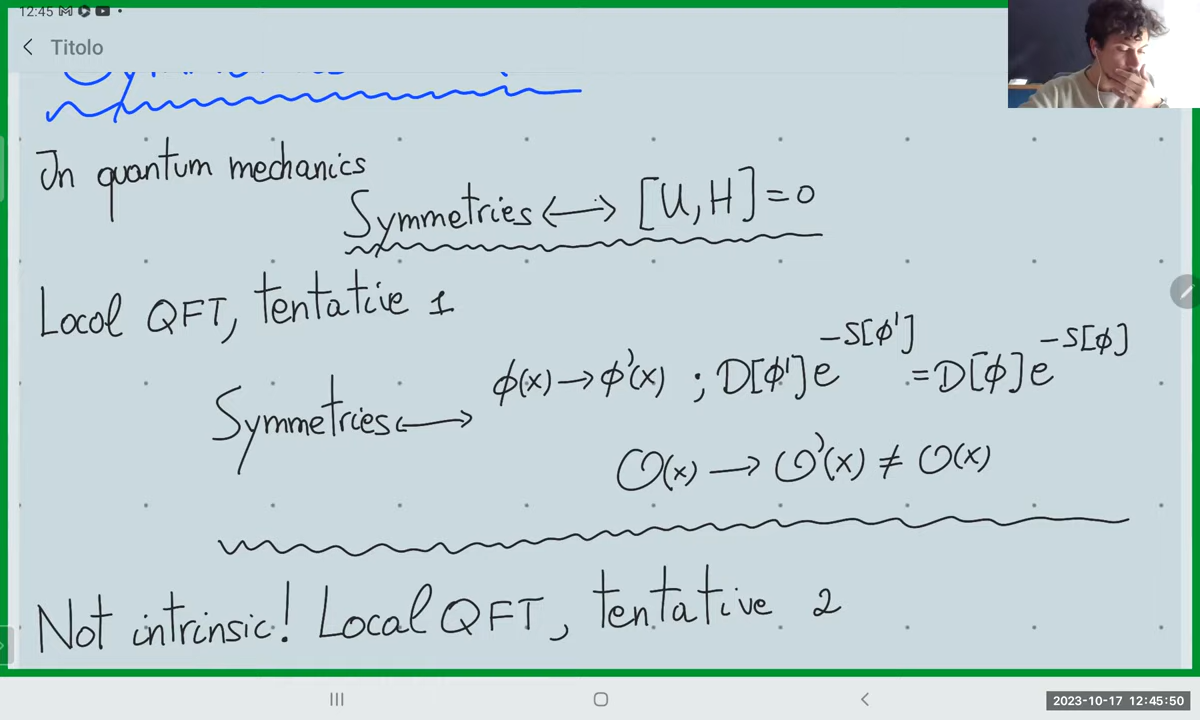 12:45
Titolo
In quantum mechanics
Symmetries ⟷ [U, H] = 0
Local QFT, tentative 1
Symmetries ⟷ ϕ(x) → ϕ'(x) ; D[ϕ'] e^{-S[ϕ']} = D[ϕ] e^{-S[ϕ]}
O(x) → O'(x) ≠ O(x)
Not intrinsic! Local QFT, tentative 2
2023-10-17 12:45:50